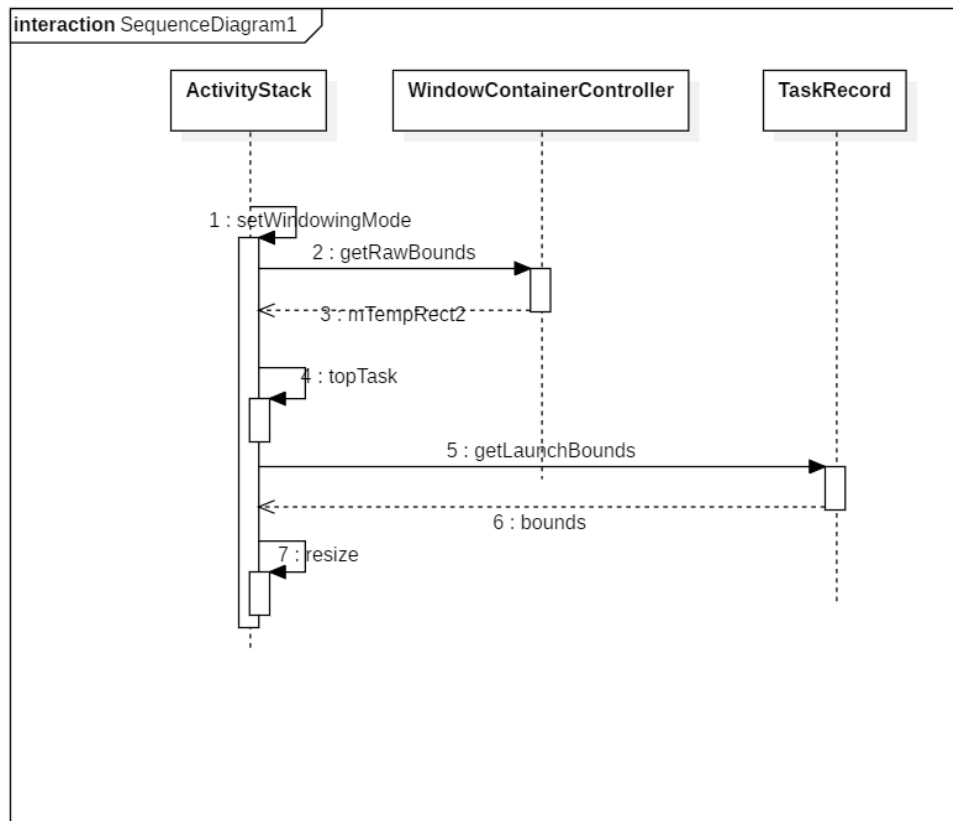 interaction SequenceDiagram1
ActivityStack
WindowContainerController
TaskRecord
1 : setWindowingMode
2 : getRawBounds
3 : mTempRect2
4 : topTask
5 : getLaunchBounds
6 : bounds
7 : resize